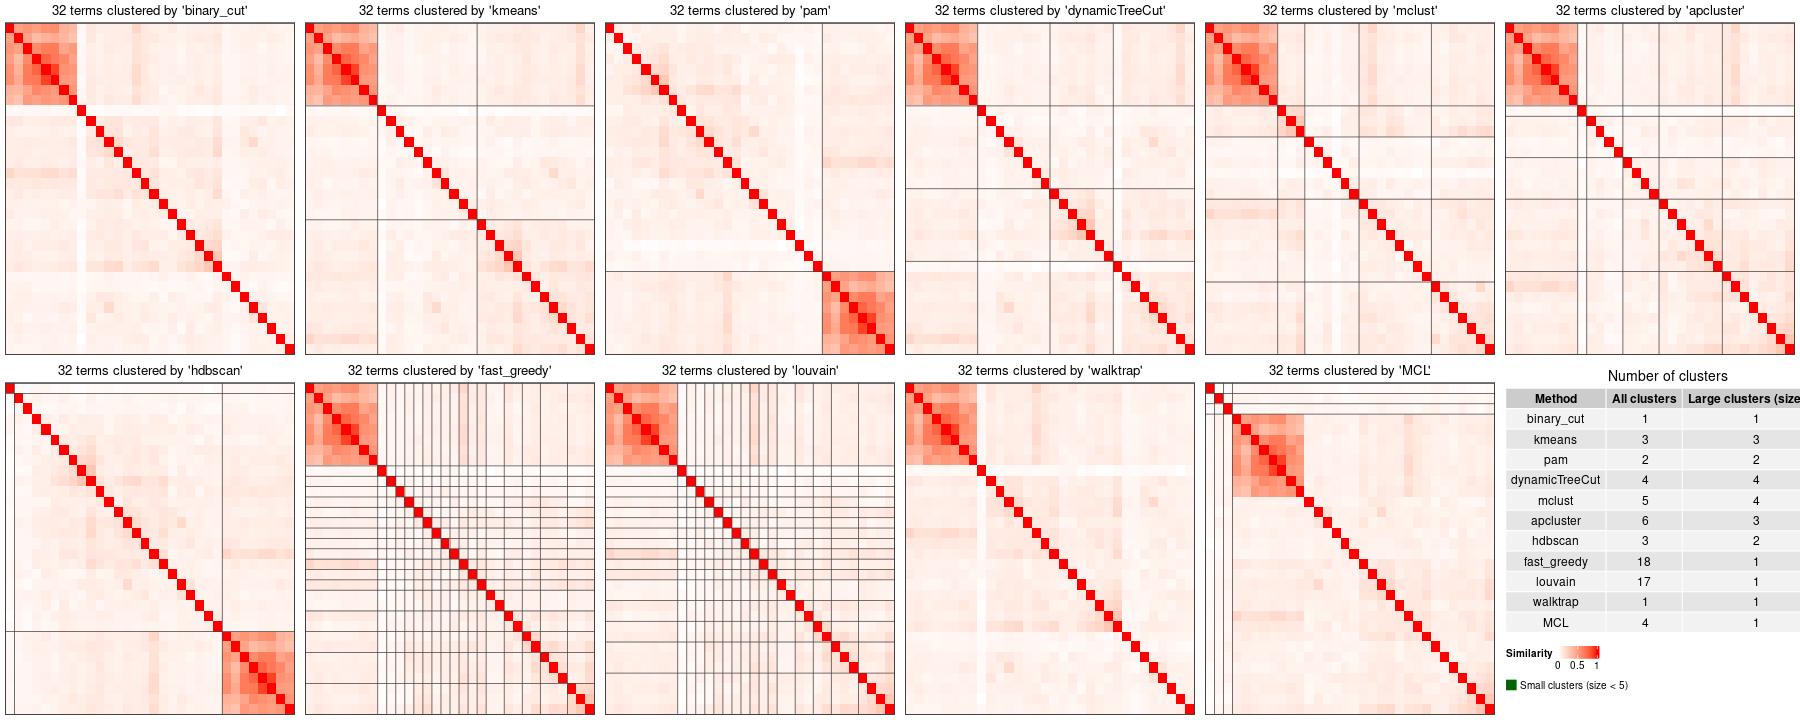 32 terms clustered by 'binary_cut'
32 terms clustered by 'kmeans'
32 terms clustered by 'pam'
32 terms clustered by 'dynamicTreeCut'
32 terms clustered by 'mclust'
32 terms clustered by 'apcluster'
32 terms clustered by 'hdbscan'
32 terms clustered by 'fast_greedy'
32 terms clustered by 'louvain'
32 terms clustered by 'walktrap'
32 terms clustered by 'MCL'
Number of clusters
Method All clusters Large clusters (size
binary_cut 1 1
kmeans 3 3
pam 2 2
dynamicTreeCut 4 4
mclust 5 4
apcluster 6 3
hdbscan 3 2
fast_greedy 18 1
louvain 17 1
walktrap 1 1
MCL 4 1
Similarity
0 0.5 1
Small clusters (size < 5)